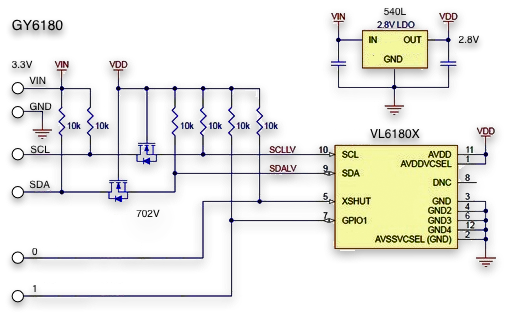 GY6180
540L
VIN 2.8V LDO VDD
IN OUT 2.8V
GND
3.3V VIN VDD
VIN
GND
10k 10k 10k 10k 10k 10k
VL6180X
VDD
SCL SCLLV 10 SCL AVDD 11
AVDDVCSEL 1
SDALV 9 SDA
DNC 8
SDA
702V
5 XSHUT GND 3
GND2 4
7 GPIO1 GND3 6
GND4 12
AVSSVCSEL (GND) 2
0
1